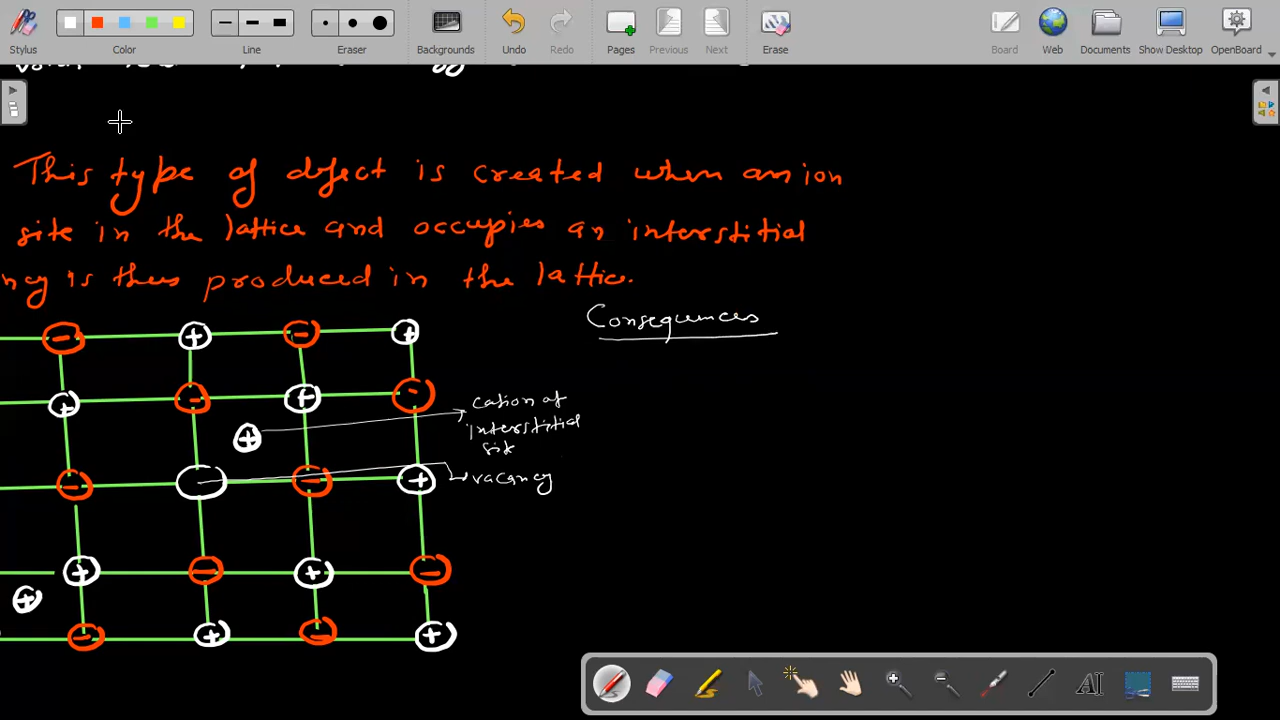 Stylus
Color
Line
Eraser
Backgrounds
Undo
Redo
Pages
Previous
Next
Erase
Board
Web
Documents
Show Desktop
OpenBoard
This type of defect is created when an ion
site in the lattice and occupies an interstitial
ncy is thus produced in the lattice.
Consequences
cation of
interstitial
site
vacancy